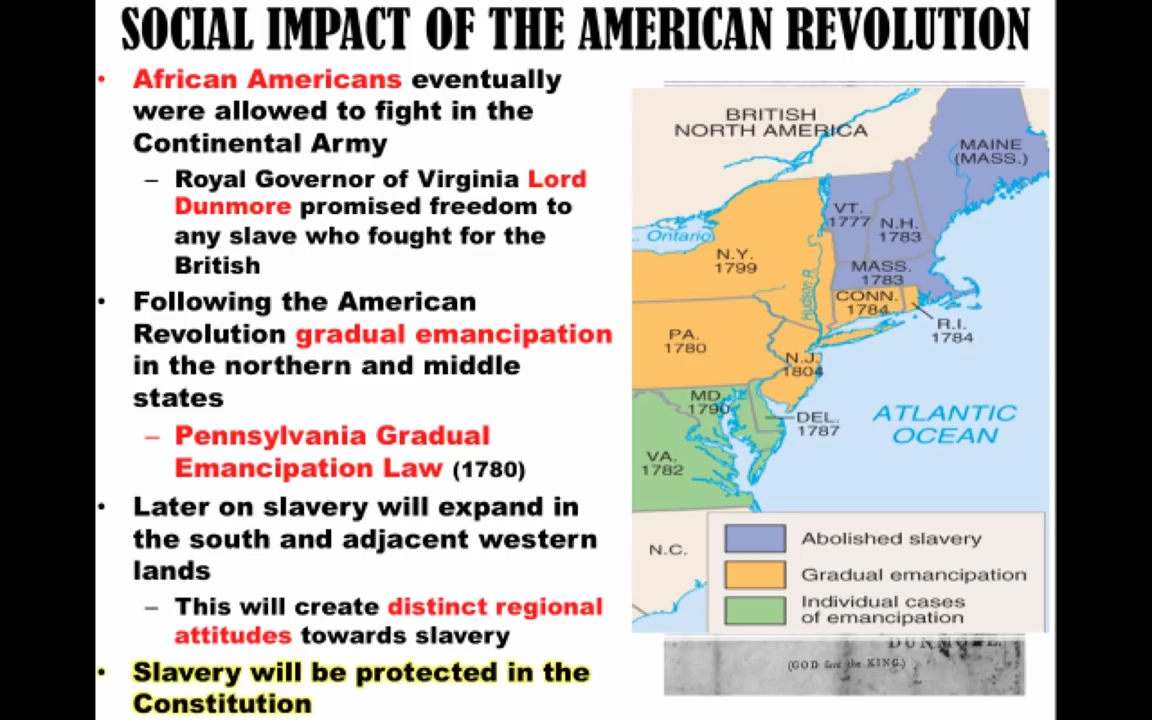 SOCIAL IMPACT OF THE AMERICAN REVOLUTION
• African Americans eventually
were allowed to fight in the
Continental Army
– Royal Governor of Virginia Lord
Dunmore promised freedom to
any slave who fought for the
British
• Following the American
Revolution gradual emancipation
in the northern and middle
states
– Pennsylvania Gradual
Emancipation Law (1780)
• Later on slavery will expand in
the south and adjacent western
lands
– This will create distinct regional
attitudes towards slavery
• Slavery will be protected in the
Constitution
BRITISH
NORTH AMERICA
MAINE
(MASS.)
VT.
1777
N.H.
1783
. Ontario
N.Y.
1799
MASS.
1783
Hudson R.
CONN.
1784
R.I.
1784
PA.
1780
N.J.
1804
MD.
1790
DEL.
1787
ATLANTIC
OCEAN
VA.
1782
N.C.
Abolished slavery
Gradual emancipation
Individual cases
of emancipation
DUNMORE.
(GOD save the KING.)